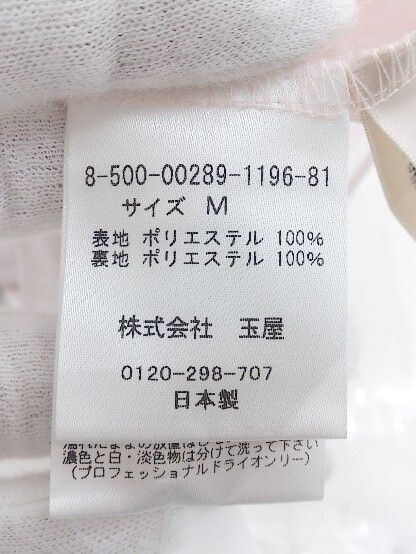 8-500-00289-1196-81
サイズ M
表地 ポリエステル 100%
裏地 ポリエステル 100%
株式会社 玉屋
0120-298-707
日本製
濃色と白・淡色物は分けて洗って下さい
(プロフェッショナルドライオンリー)